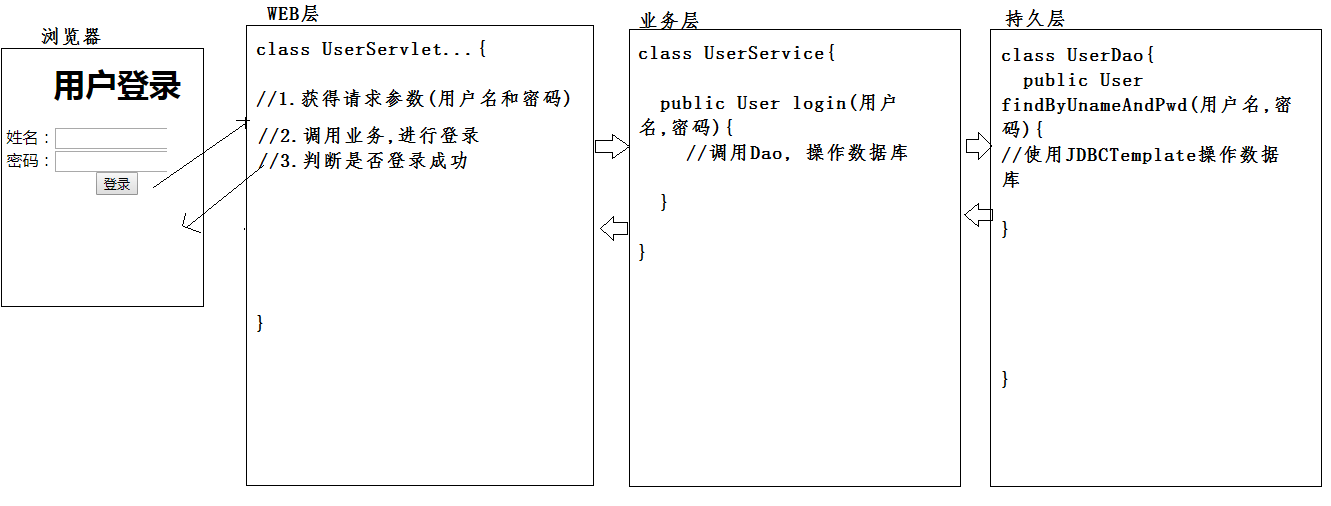 浏览器
用户登录
姓名：
密码：
登录
WEB层
class UserServlet...{
//1.获得请求参数(用户名和密码)
//2.调用业务,进行登录
//3.判断是否登录成功
}
业务层
class UserService{
public User login(用户
名,密码){
//调用Dao, 操作数据库
}
}
持久层
class UserDao{
public User
findByUnameAndPwd(用户名,密
码){
//使用JDBCTemplate操作数据
库
}
}